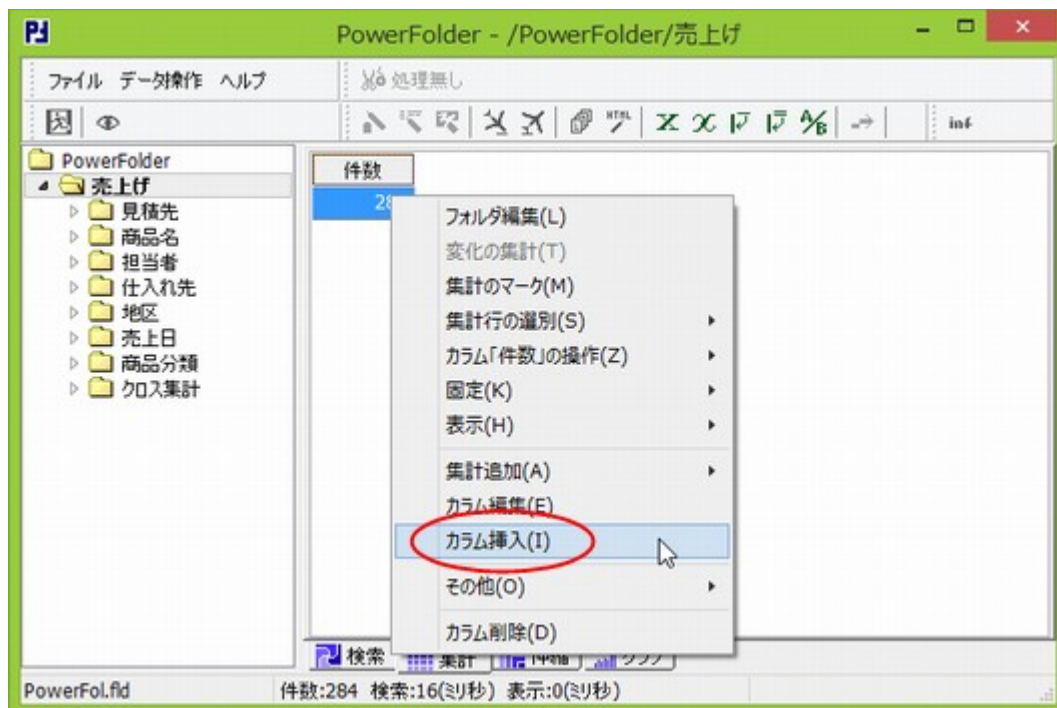 PowerFolder - /PowerFolder/売上げ
ファイル データ操作 ヘルプ
処理無し
HTML
inf
PowerFolder
売上げ
見積先
商品名
担当者
仕入れ先
地区
売上日
商品分類
クロス集計
件数
28
フォルダ編集(L)
変化の集計(T)
集計のマーク(M)
集計行の選別(S)
カラム「件数」の操作(Z)
固定(K)
表示(H)
集計追加(A)
カラム編集(E)
カラム挿入(I)
その他(O)
カラム削除(D)
検索 集計 グラフ
PowerFol.fld 件数:284 検索:16(ミリ秒) 表示:0(ミリ秒)